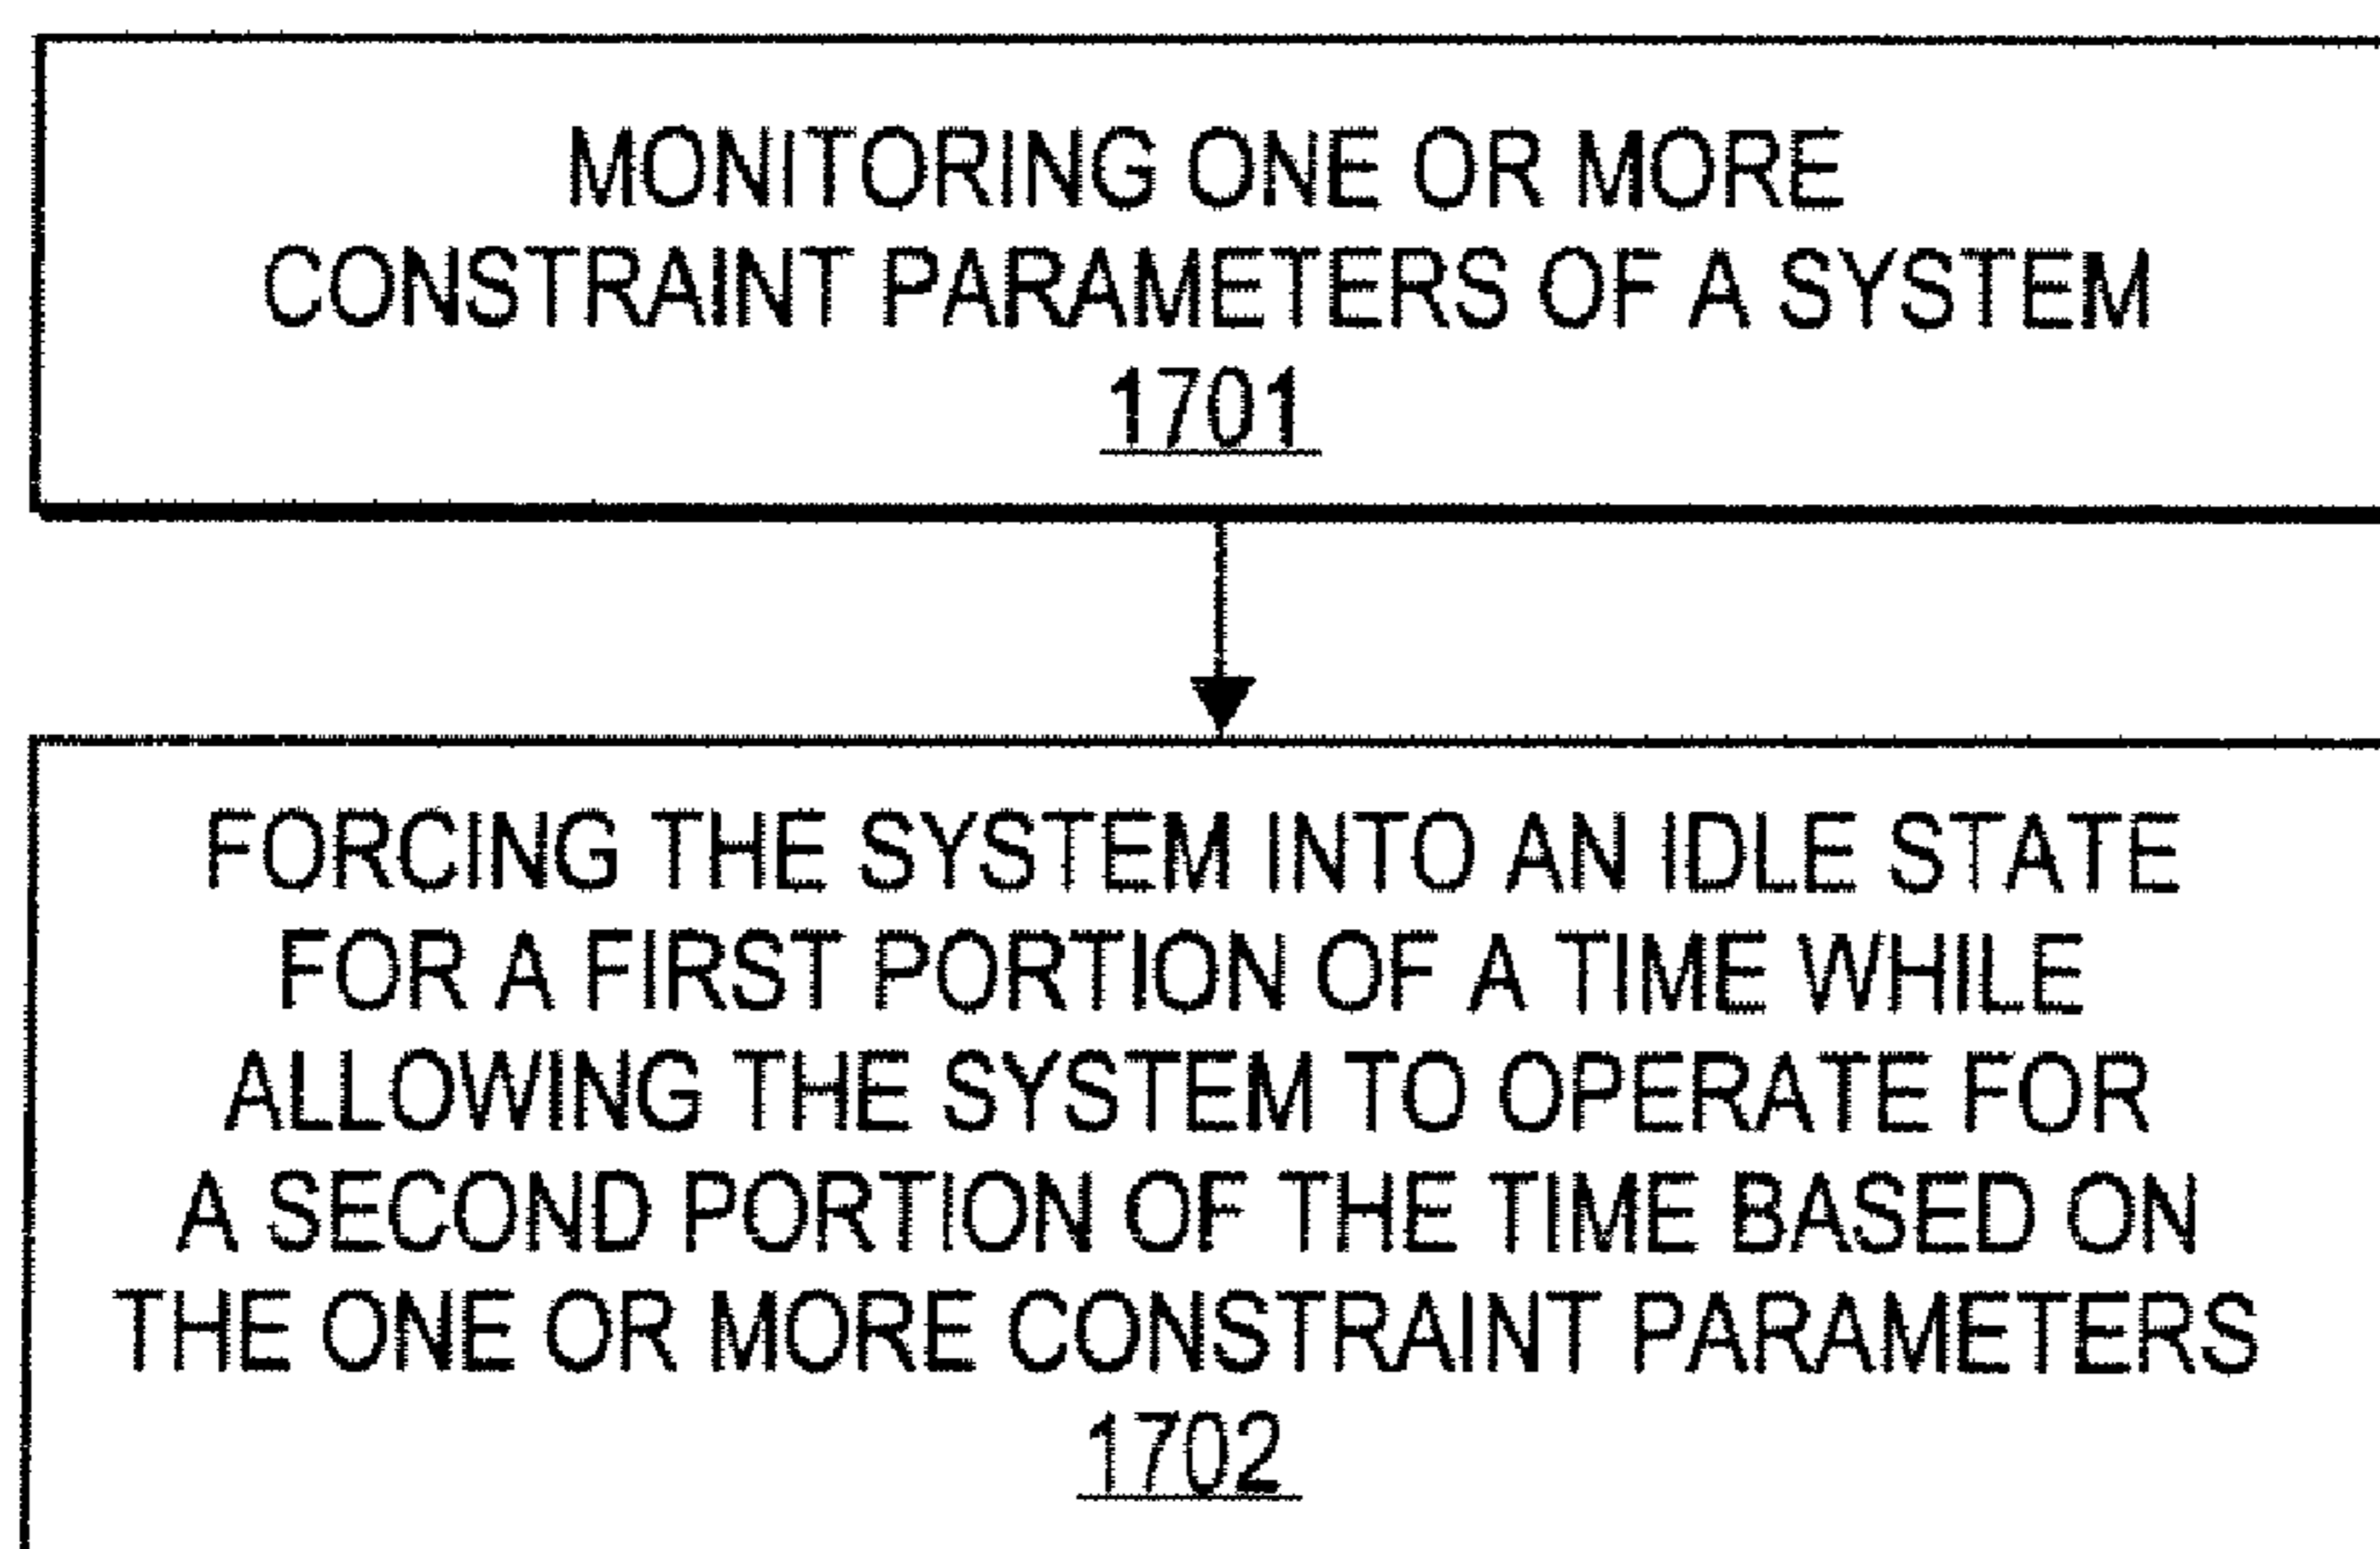 MONITORING ONE OR MORE
CONSTRAINT PARAMETERS OF A SYSTEM
1701
FORCING THE SYSTEM INTO AN IDLE STATE
FOR A FIRST PORTION OF A TIME WHILE
ALLOWING THE SYSTEM TO OPERATE FOR
A SECOND PORTION OF THE TIME BASED ON
THE ONE OR MORE CONSTRAINT PARAMETERS
1702